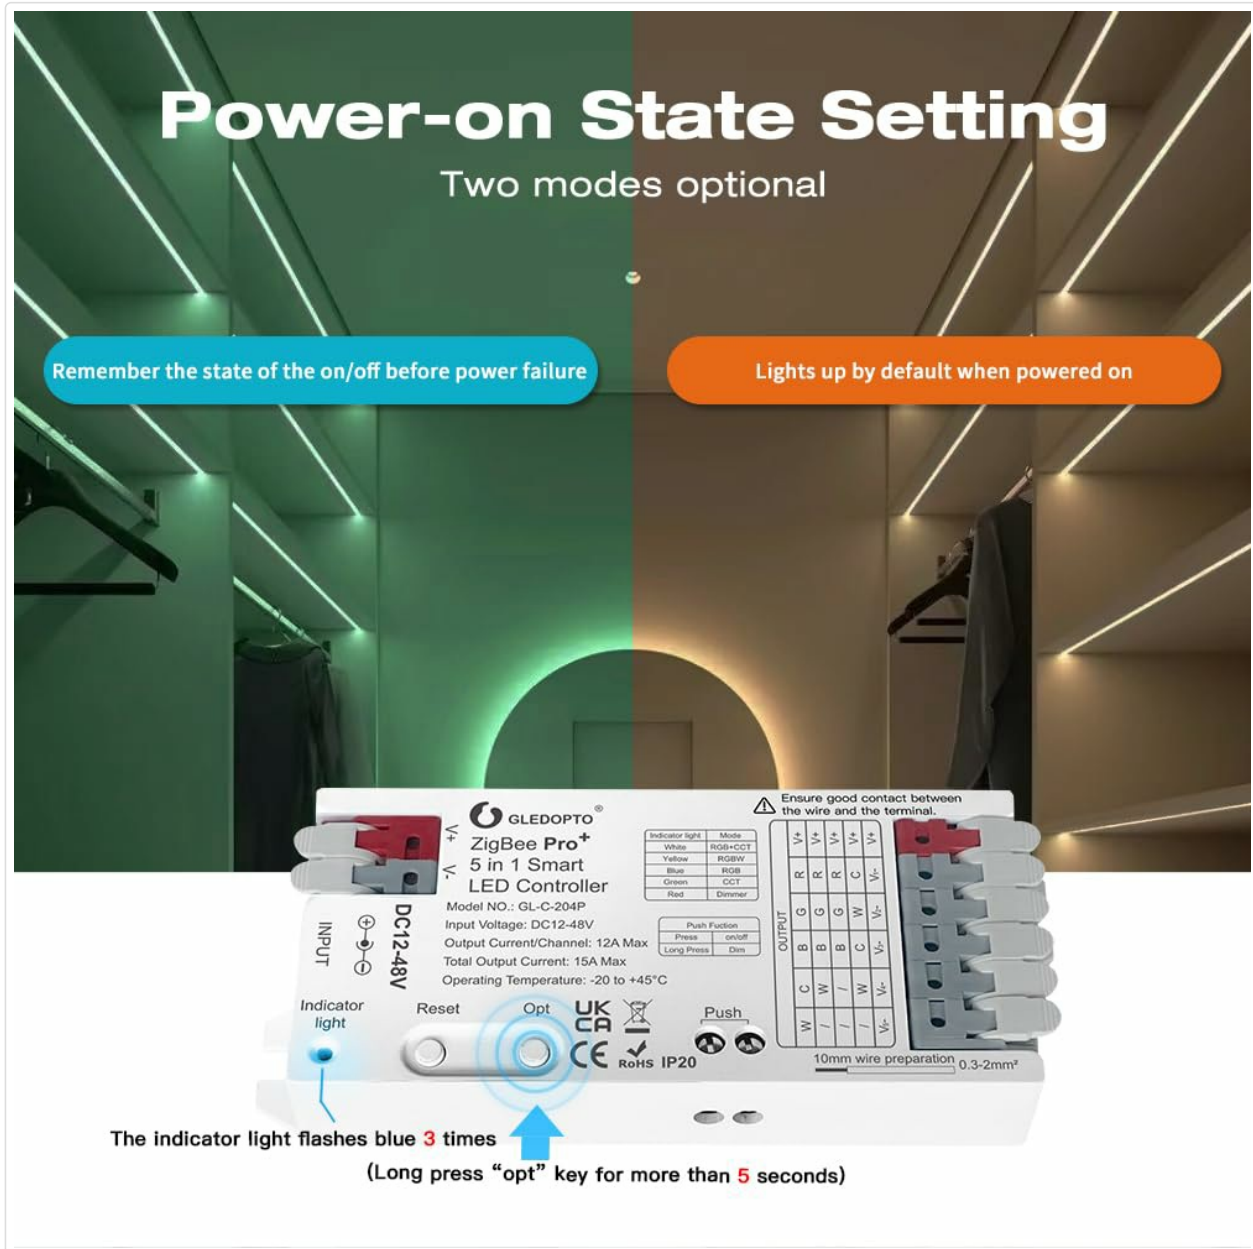 Power-on State Setting
Two modes optional
Remember the state of the on/off before power failure
Lights up by default when powered on
GLEDOPTO®
ZigBee Pro+
5 in 1 Smart
LED Controller
Model NO.: GL-C-204P
Input Voltage: DC12-48V
Output Current/Channel: 12A Max
Total Output Current: 15A Max
Operating Temperature: -20 to +45°C
V+
V-
DC12-48V
INPUT
Indicator light
Reset
Opt
Indicator light Mode
White RGB+CCT
Yellow RGBW
Blue RGB
Green CCT
Red Dimmer
Push Fuction
Press on/off
Long Press Dim
UK
CA
CE
RoHS
IP20
Push
Ensure good contact between
the wire and the terminal.
OUTPUT
V+ V+ V+ V+ V+
R R R C V1-
G G G W V2-
B B B C V3-
C W / W V4-
W / / / V5-
10mm wire preparation
0.3-2mm²
The indicator light flashes blue 3 times
(Long press “opt” key for more than 5 seconds)